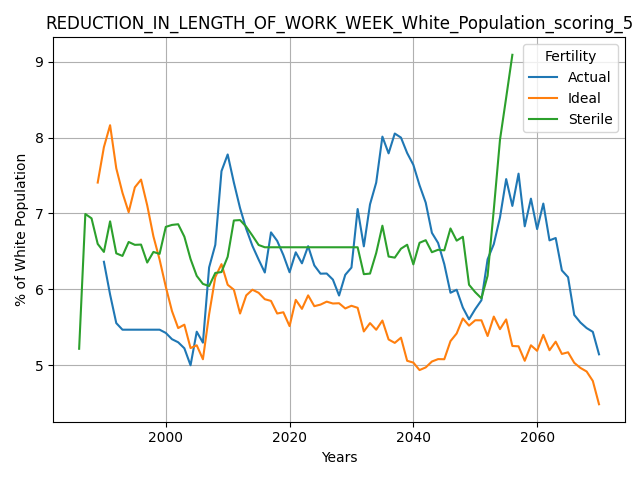 REDUCTION_IN_LENGTH_OF_WORK_WEEK_White_Population_scoring_5
Fertility
Actual
Ideal
Sterile
% of White Population
9
8
7
6
5
2000
2020
2040
2060
Years